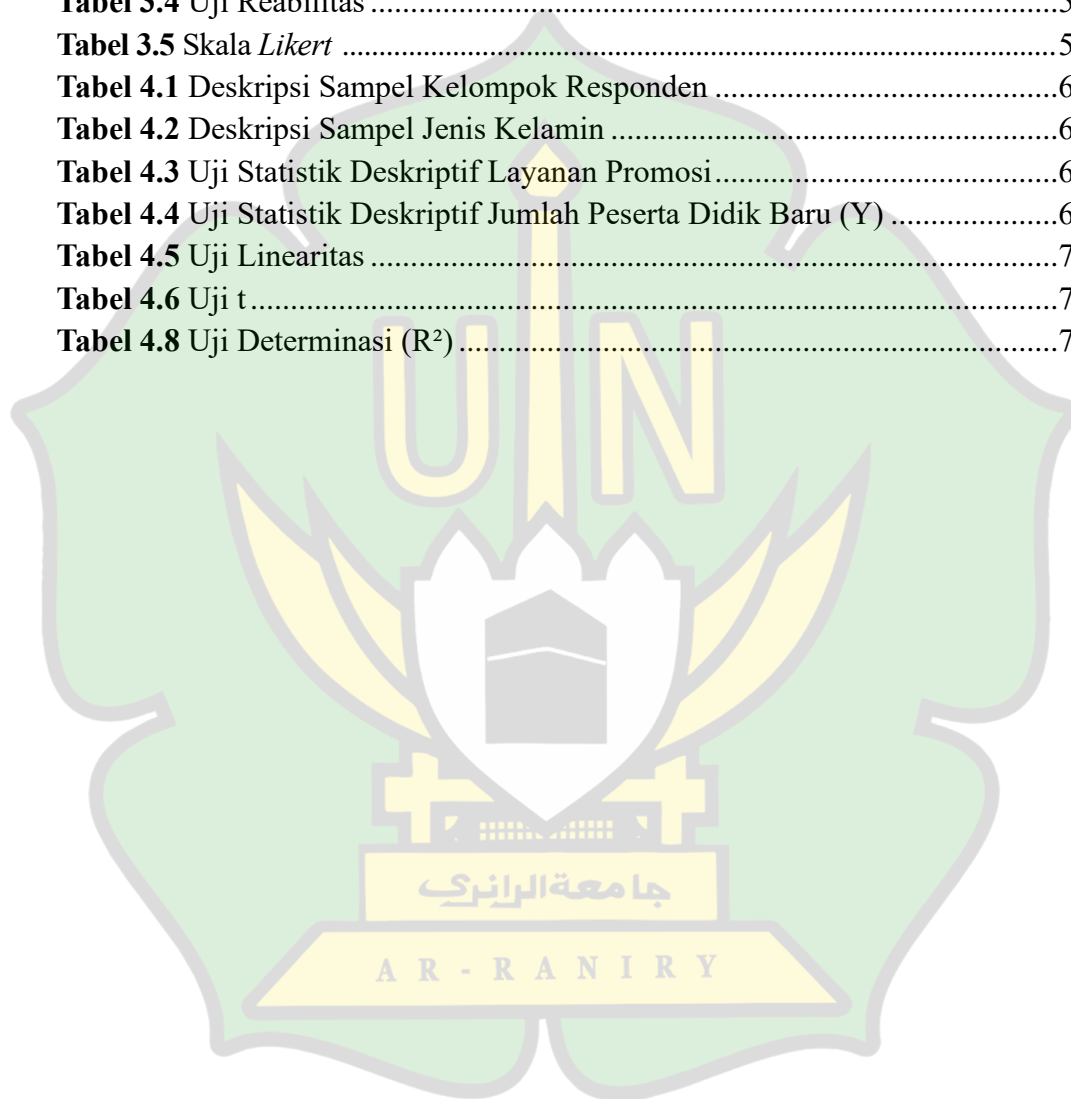 Tabel 3.4 Uji Reabilitas ........................................................................................5
Tabel 3.5 Skala Likert ...........................................................................................5
Tabel 4.1 Deskripsi Sampel Kelompok Responden ............................................6
Tabel 4.2 Deskripsi Sampel Jenis Kelamin .........................................................6
Tabel 4.3 Uji Statistik Deskriptif Layanan Promosi............................................6
Tabel 4.4 Uji Statistik Deskriptif Jumlah Peserta Didik Baru (Y) .....................6
Tabel 4.5 Uji Linearitas .......................................................................................7
Tabel 4.6 Uji t......................................................................................................7
Tabel 4.8 Uji Determinasi (R²) ...........................................................................7
UIN
جامعة الرانري
AR-RANIRY